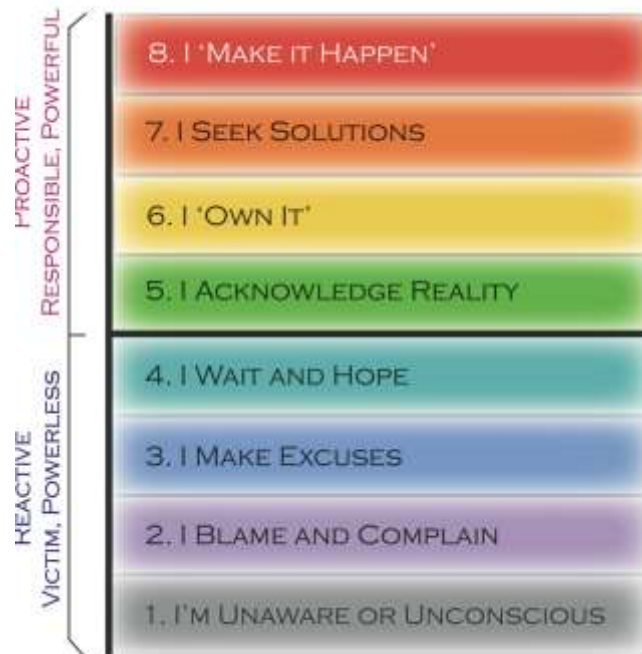 PROACTIVE
RESPONSIBLE, POWERFUL
8. I ‘MAKE IT HAPPEN’
7. I SEEK SOLUTIONS
6. I ‘OWN IT’
5. I ACKNOWLEDGE REALITY
REACTIVE
VICTIM, POWERLESS
4. I WAIT AND HOPE
3. I MAKE EXCUSES
2. I BLAME AND COMPLAIN
1. I’M UNAWARE OR UNCONSCIOUS